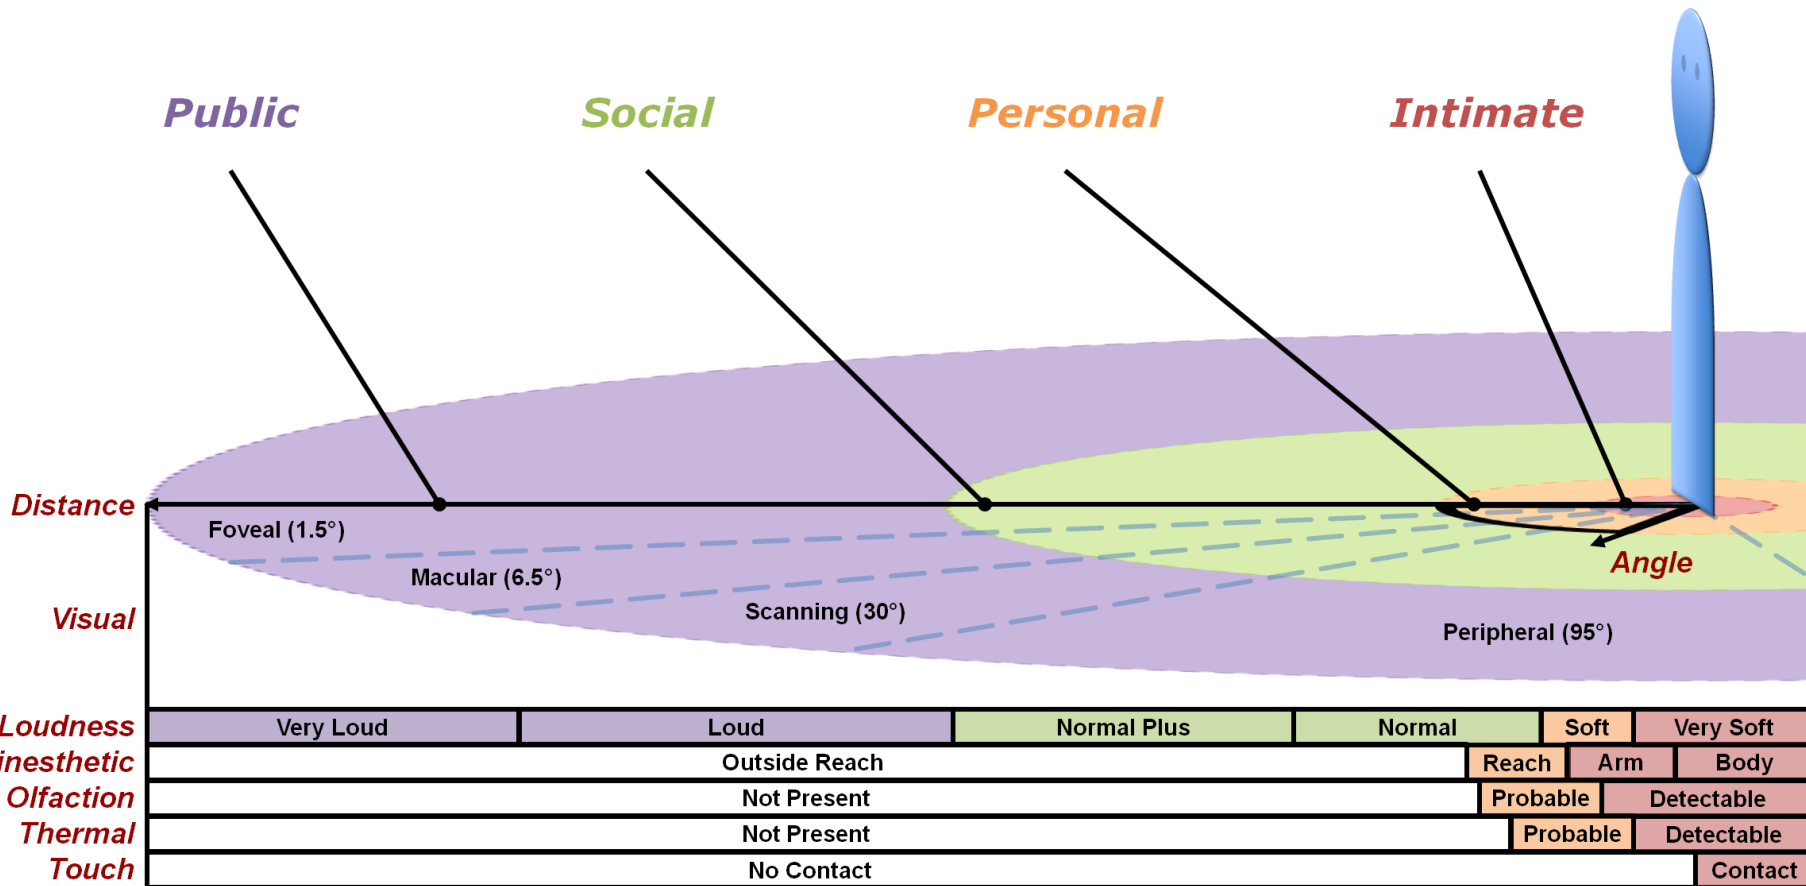 Public Social Personal Intimate
Distance
Foveal (1.5°)
Macular (6.5°)
Scanning (30°)
Angle
Peripheral (95°)
Visual
Loudness Very Loud Loud Normal Plus Normal Soft Very Soft
inesthetic Outside Reach Reach Arm Body
Olfaction Not Present Probable Detectable
Thermal Not Present Probable Detectable
Touch No Contact Contact